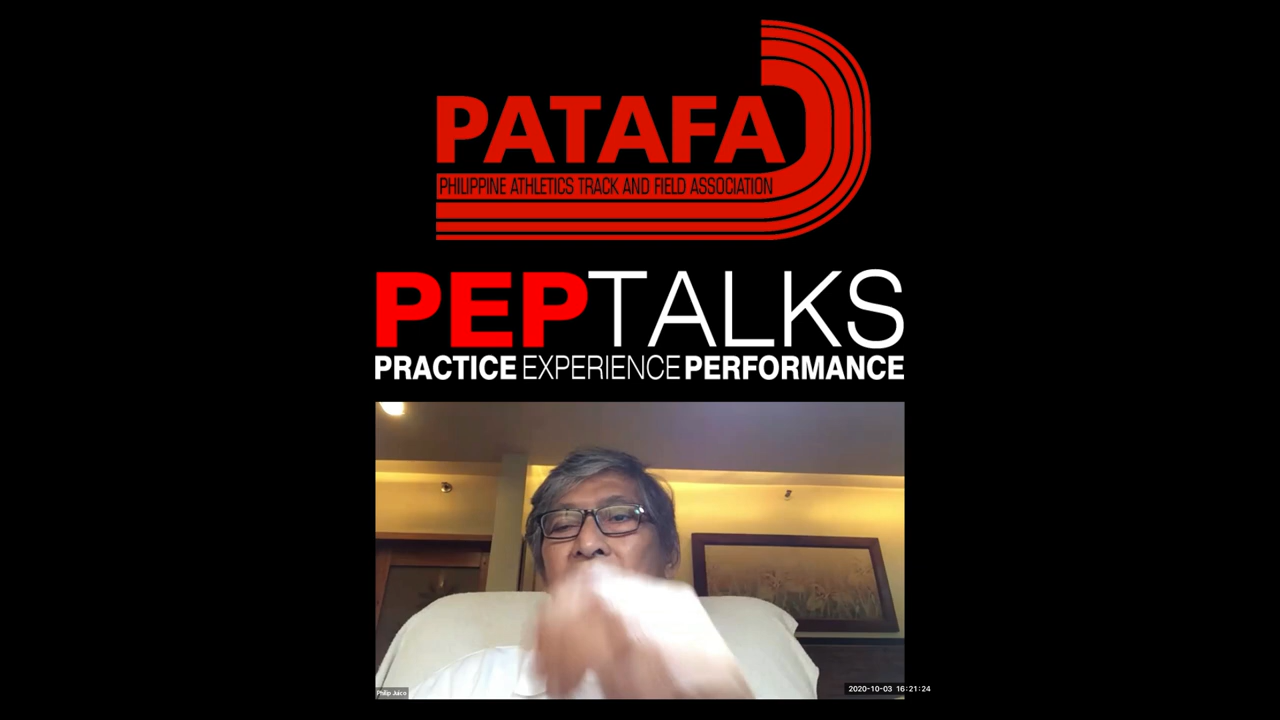 PATAFA
PHILIPPINE ATHLETICS TRACK AND FIELD ASSOCIATION
PEPTALKS
PRACTICE EXPERIENCE PERFORMANCE
Philip Juico
2020-10-03 16:21:24